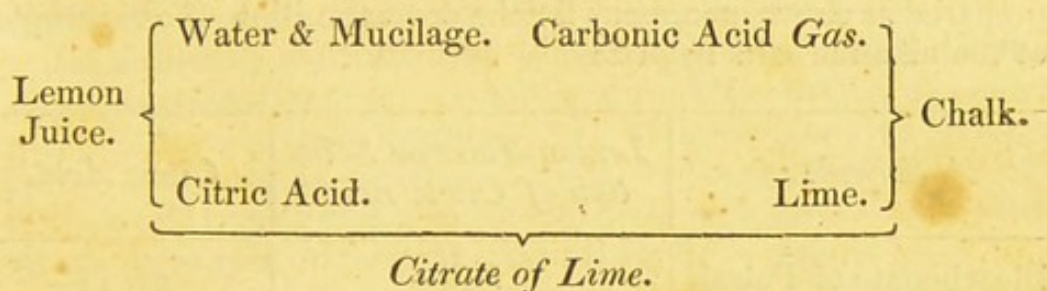 Water & Mucilage. Carbonic Acid Gas.
Lemon
Juice.
Chalk.
Citric Acid. Lime.
Citrate of Lime.